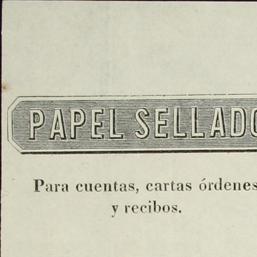 PAPEL SELLADO
Para cuentas, cartas órdenes
y recibos.